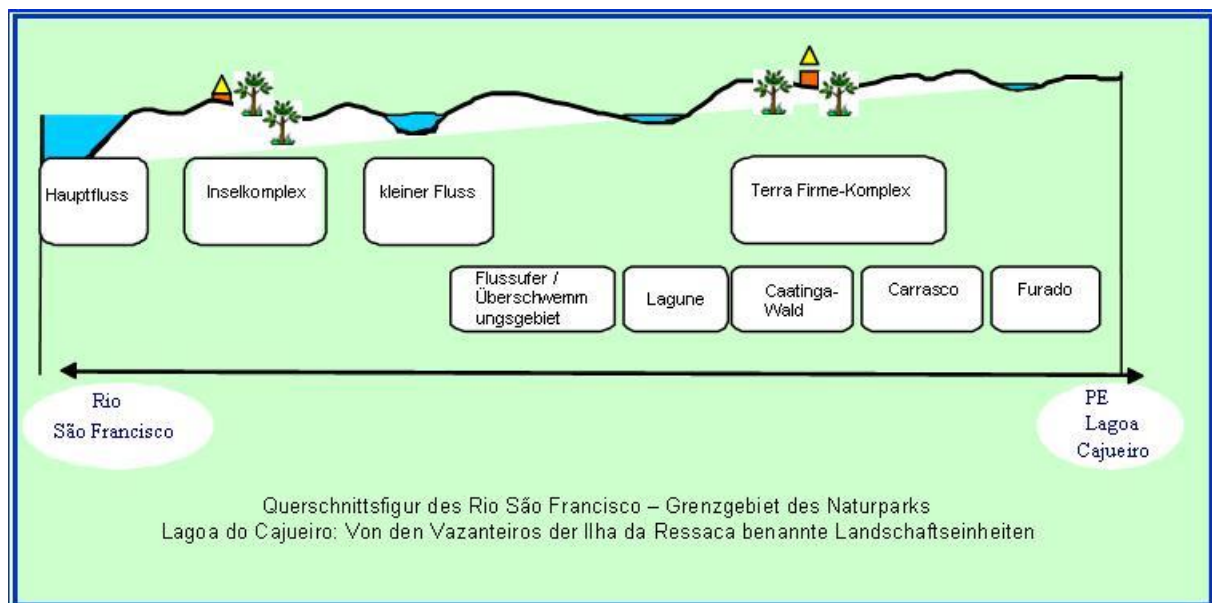 Hauptfluss
Inselkomplex
kleiner Fluss
Terra Firme-Komplex
Flussufer /
Überschwemm
ungsgebiet
Lagune
Caatinga-
Wald
Carrasco
Furado
Rio
São Francisco
PE
Lagoa
Cajueiro
Querschnittsfigur des Rio São Francisco – Grenzgebiet des Naturparks
Lagoa do Cajueiro: Von den Vazanteiros der Ilha da Ressaca benannte Landschaftseinheiten